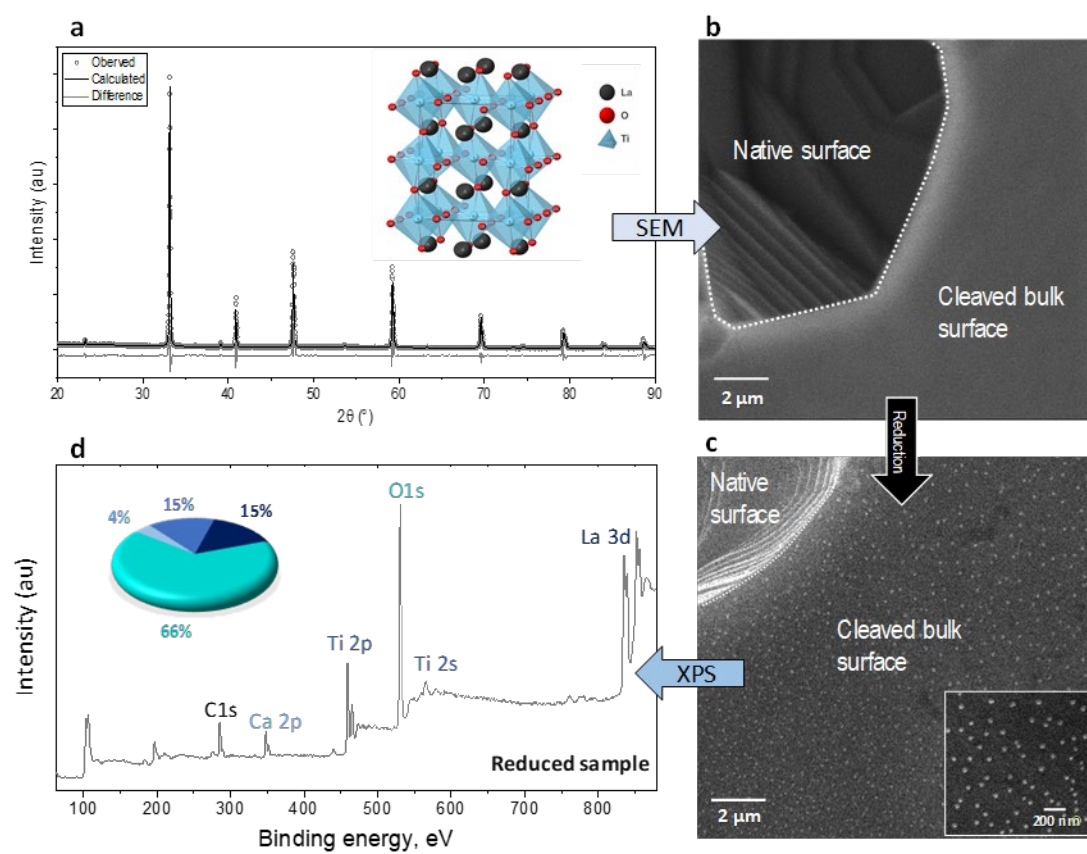 a
Oberved
Calculated
Difference
La
O
Ti
Intensity (au)
20 30 40 50 60 70 80 90
2θ (°)
SEM
b
Native surface
Cleaved bulk
surface
2 µm
Reduction
c
Native
surface
Cleaved bulk
surface
2 µm
200 nm
XPS
d
4%
15%
15%
66%
O1s
La 3d
Ti 2p
Ti 2s
C1s
Ca 2p
Reduced sample
Intensity (au)
100 200 300 400 500 600 700 800
Binding energy, eV